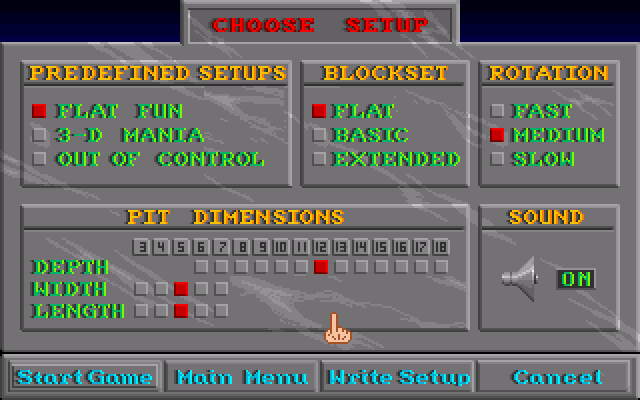 CHOOSE SETUP
PREDEFINED SETUPS
FLAT FUN
3-D MANIA
OUT OF CONTROL
BLOCKSET
FLAT
BASIC
EXTENDED
ROTATION
FAST
MEDIUM
SLOW
PIT DIMENSIONS
3 4 5 6 7 8 9 10 11 12 13 14 15 16 17 18
DEPTH
WIDTH
LENGTH
SOUND
ON
Start Game Main Menu Write Setup Cancel